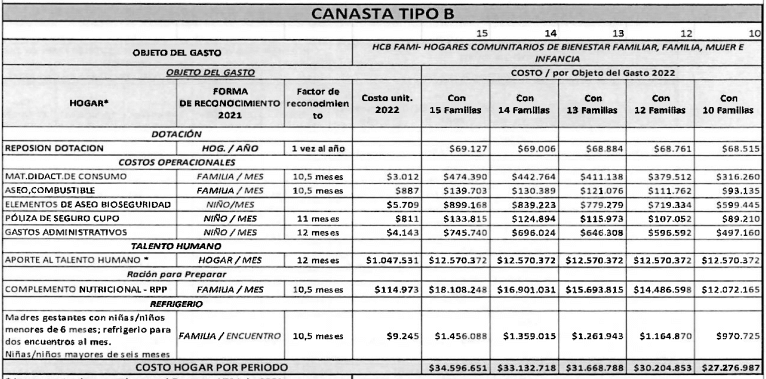 CANASTA TIPO B
15 14 13 12 10
OBJETO DEL GASTO HCB FAMI- HOGARES COMUNITARIOS DE BIENESTAR FAMILIAR, FAMILIA, MUJER E
INFANCIA
OBJETO DEL GASTO COSTO / por Objeto del Gasto 2022
HOGAR* FORMA DE RECONOCIMIENTO 2021 Factor de reconodmien to Costo unit. 2022 Con 15 Familias Con 14 Familias Con 13 Familias Con 12 Familias Con 10 Familias
DOTACIÓN
REPOSION DOTACION HOG. / AÑO 1 vez al año $69.127 $69.006 $68.884 $68.761 $68.515
COSTOS OPERACIONALES
MAT.DIDACT.DE CONSUMO FAMILIA / MES 10,5 meses $3.012 $474.390 $442.764 $411.138 $379.512 $316.260
ASEO,COMBUSTIBLE FAMILIA / MES 10,5 meses $887 $139.703 $130.389 $121.076 $111.762 $93.135
ELEMENTOS DE ASEO BIOSEGURIDAD NIÑO/MES $5.709 $899.168 $839.223 $779.279 $719.334 $599.445
PÓLIZA DE SEGURO CUPO NIÑO / MES 11 meses $811 $133.815 $124.894 $115.973 $107.052 $89.210
GASTOS ADMINISTRATIVOS NIÑO / MES 12 meses $4.143 $745.740 $696.024 $646.308 $596.592 $497.160
TALENTO HUMANO
APORTE AL TALENTO HUMANO * HOGAR / MES 12 meses $1.047.531 $12.570.372 $12.570.372 $12.570.372 $12.570.372 $12.570.372
Ración para Preparar
COMPLEMENTO NUTRICIONAL - RPP FAMILIA / MES 10,5 meses $114.973 $18.108.248 $16.901.031 $15.693.815 $14.486.598 $12.072.165
REFRIGERIO
Madres gestantes con niñas/niños
menores de 6 meses; refrigerio para
dos encuentros al mes.
Niñas/niños mayores de seis meses
FAMILIA / ENCUENTRO 10,5 meses $9.245 $1.456.088 $1.359.015 $1.261.943 $1.164.870 $970.725
COSTO HOGAR POR PERIODO $34.596.651 $33.132.718 $31.668.788 $30.204.853 $27.276.987